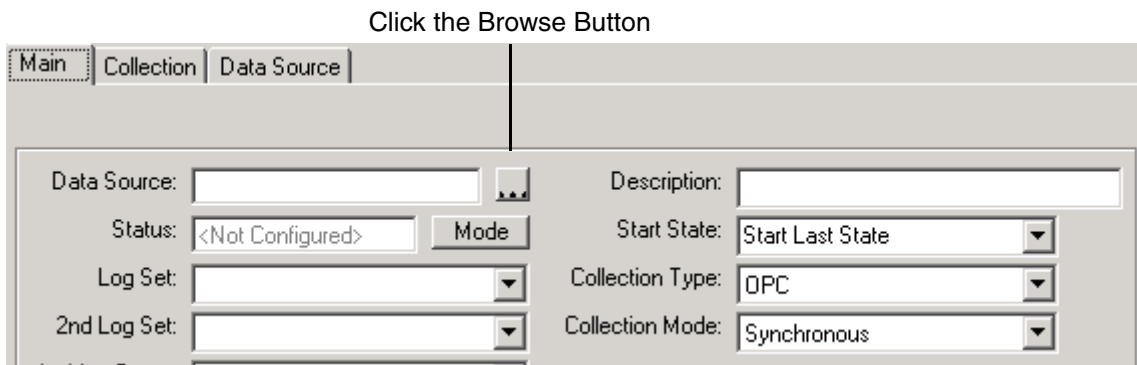 Click the Browse Button
Main Collection Data Source
Data Source: ... Description:
Status: <Not Configured> Mode Start State: Start Last State
Log Set: Collection Type: OPC
2nd Log Set: Collection Mode: Synchronous